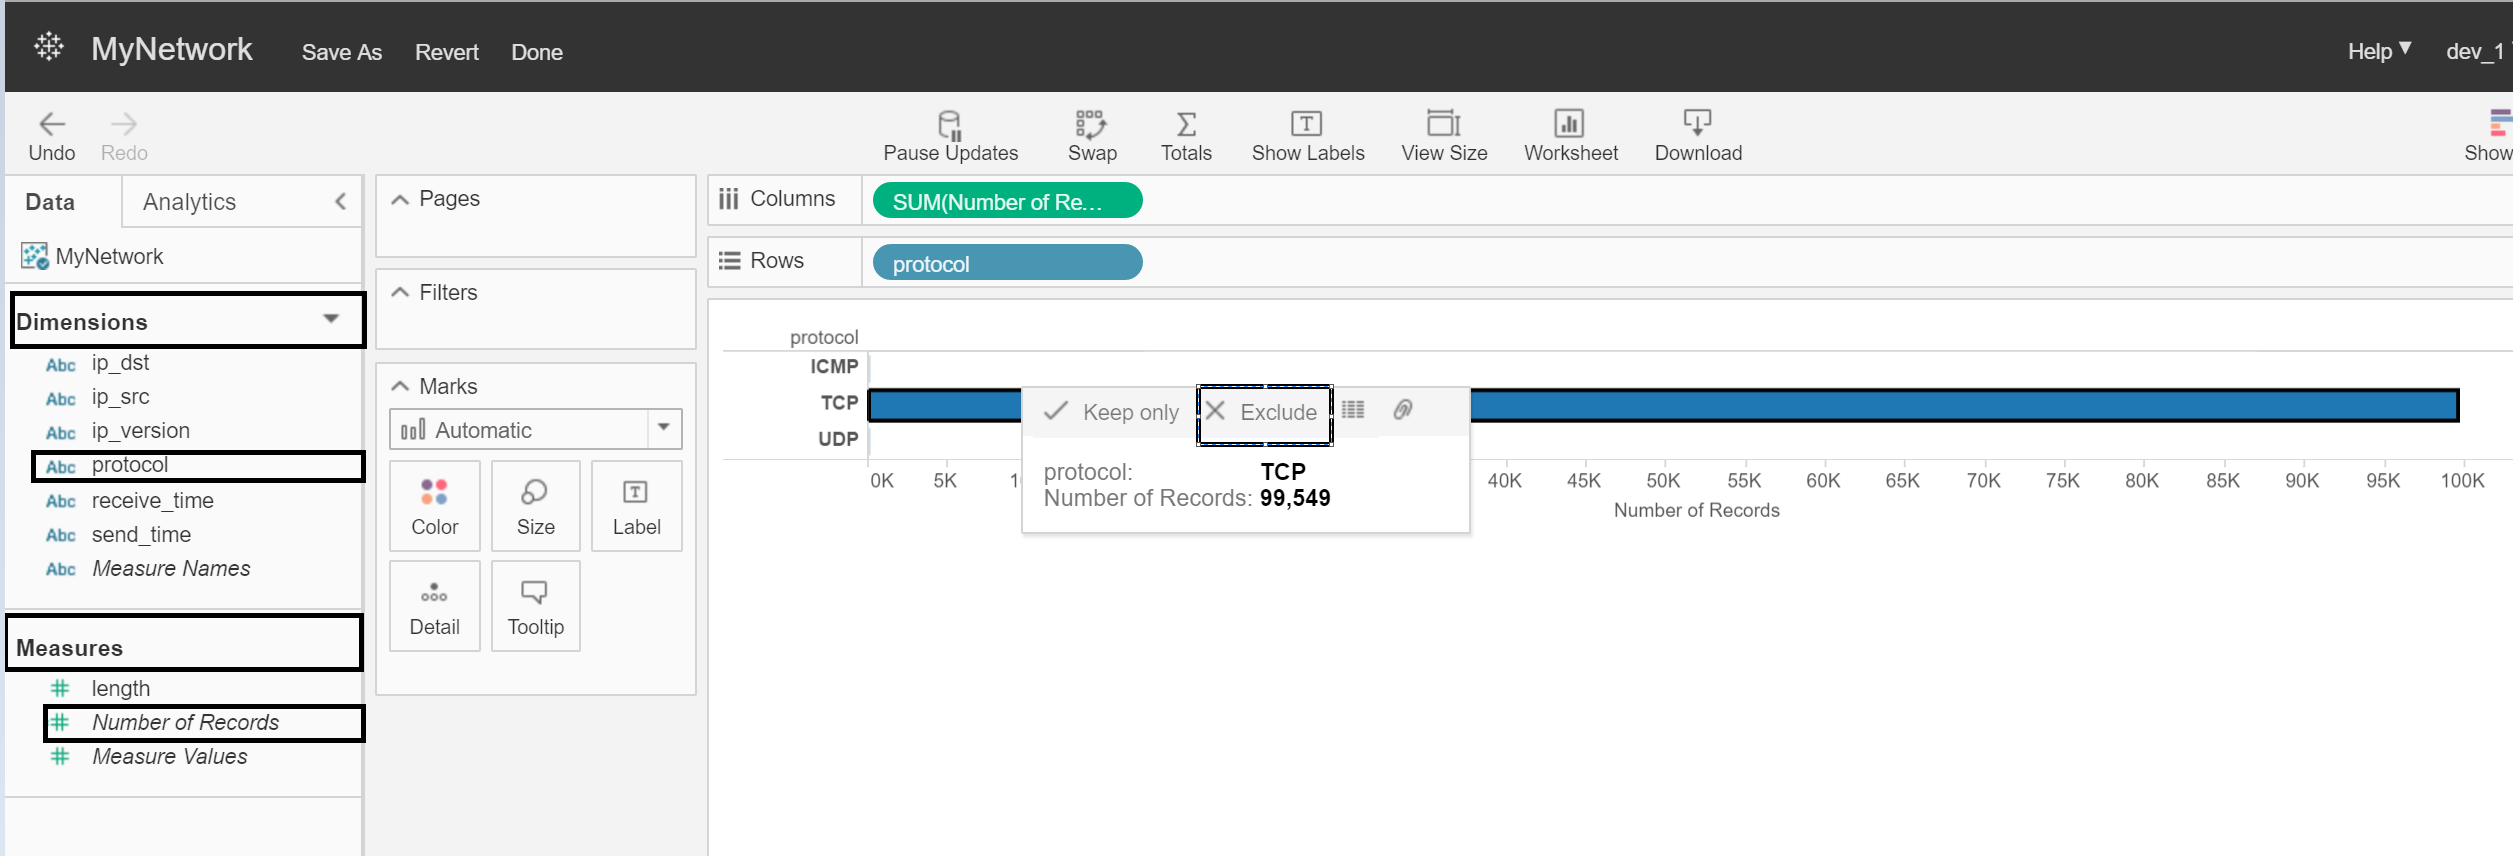 MyNetwork Save As Revert Done Help dev_1
Undo Redo Pause Updates Swap Totals Show Labels View Size Worksheet Download Show
Data Analytics
MyNetwork
Dimensions
Abc ip_dst
Abc ip_src
Abc ip_version
Abc protocol
Abc receive_time
Abc send_time
Abc Measure Names
Measures
length
Number of Records
Measure Values
Pages
Filters
Marks
Automatic
Color Size Label
Detail Tooltip
Columns SUM(Number of Re...
Rows protocol
protocol
ICMP
TCP
UDP
Keep only Exclude
protocol: TCP
Number of Records: 99,549
0K 5K 40K 45K 50K 55K 60K 65K 70K 75K 80K 85K 90K 95K 100K
Number of Records